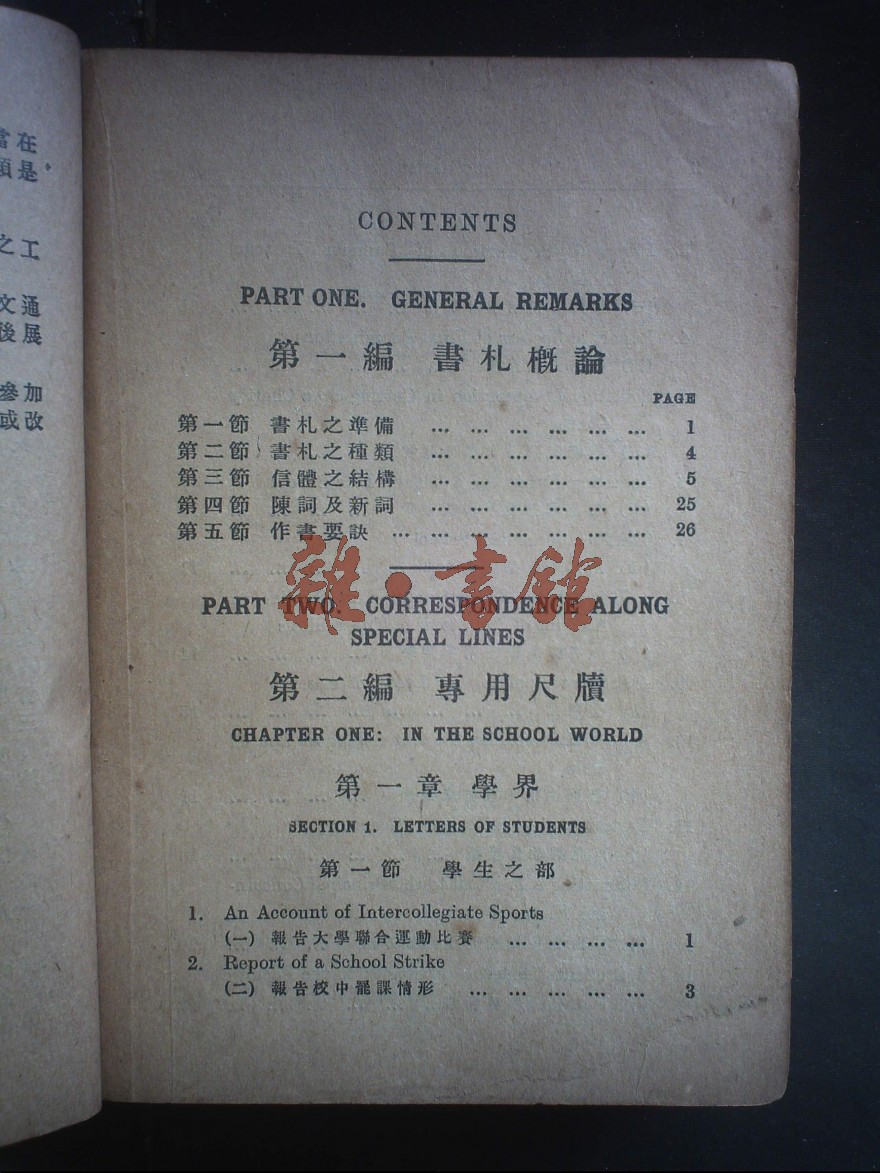 當在
類是
之工
文通
後展
參加
或改
CONTENTS
PART ONE. GENERAL REMARKS
第一編 書札概論
PAGE
第一節 書札之準備 ... ... ... ... ... ... 1
第二節 書札之種類 ... ... ... ... ... ... 4
第三節 信體之結構 ... ... ... ... ... ... 5
第四節 陳詞及新詞 ... ... ... ... ... ... 25
第五節 作書要訣 ... ... ... ... ... ... ... 26
雜·書館
PART TWO. CORRESPONDENCE ALONG
SPECIAL LINES
第二編 專用尺牘
CHAPTER ONE: IN THE SCHOOL WORLD
第一章 學界
SECTION 1. LETTERS OF STUDENTS
第一節 學生之部
1. An Account of Intercollegiate Sports
(一) 報告大學聯合運動比賽 ... ... ... ... 1
2. Report of a School Strike
(二) 報告校中罷課情形 ... ... ... ... ... 3